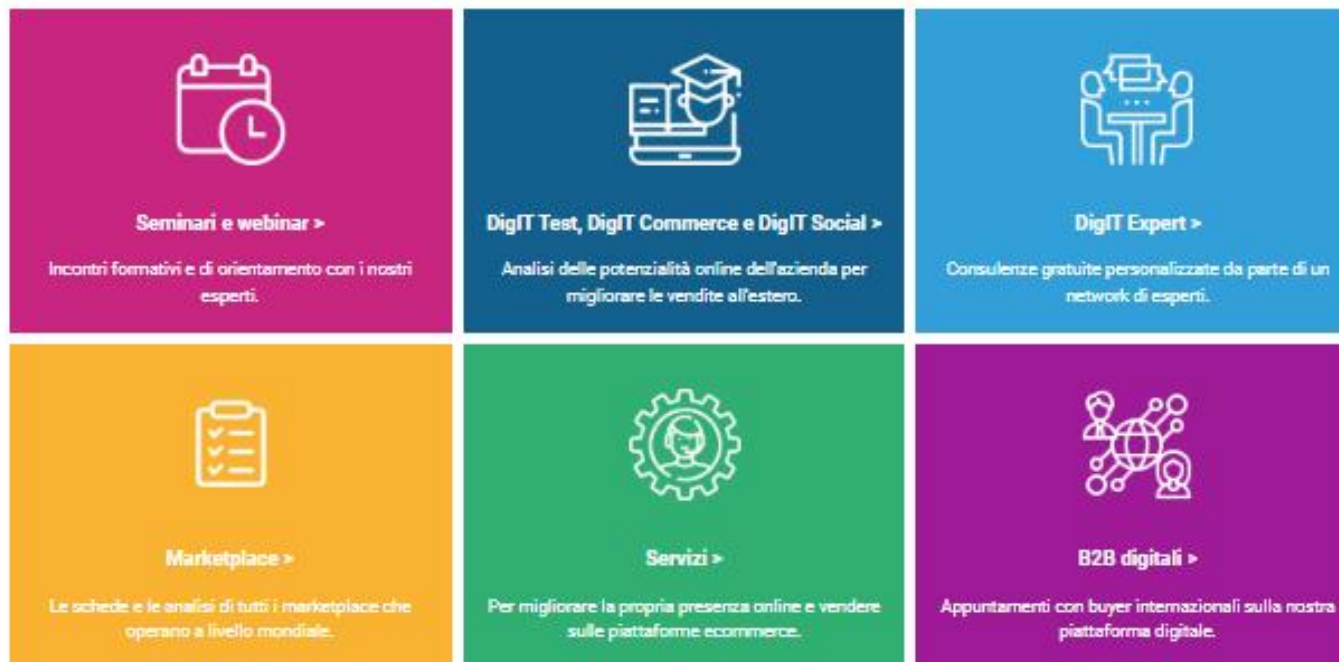 Seminari e webinar >
Incontri formativi e di orientamento con i nostri
esperti.
DigIT Test, DigIT Commerce e DigIT Social >
Analisi delle potenzialità online dell'azienda per
migliorare le vendite all'estero.
DigIT Expert >
Consulenze gratuite personalizzate da parte di un
network di esperti.
Marketplace >
Le schede e le analisi di tutti i marketplace che
operano a livello mondiale.
Servizi >
Per migliorare la propria presenza online e vendere
sulle piattaforme ecommerce.
B2B digitali >
Appuntamenti con buyer internazionali sulla nostra
piattaforma digitale.